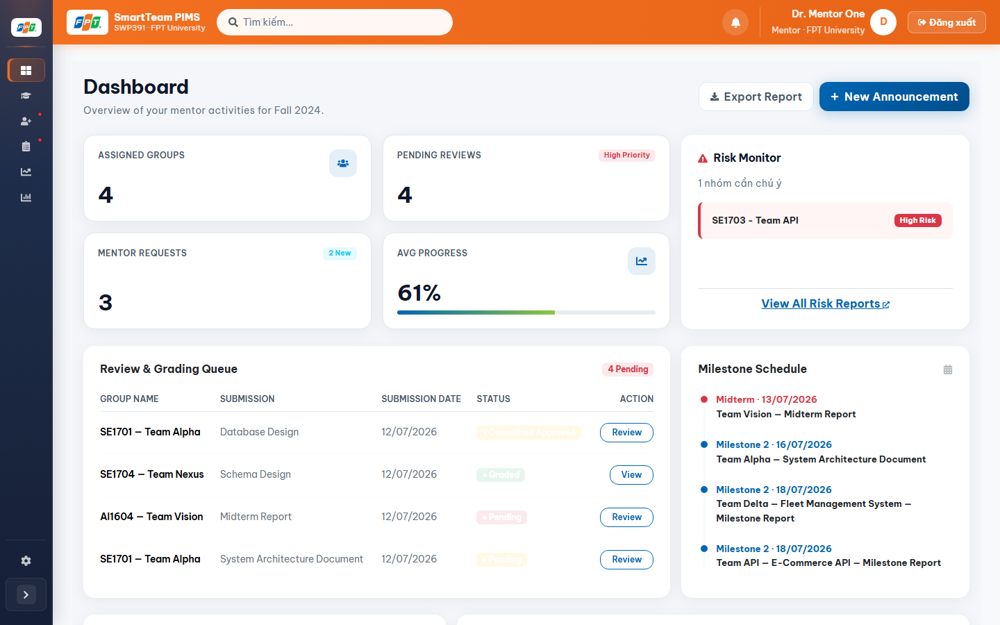 FPT
FPT
SmartTeam PIMS
SWP391 · FPT University
Tìm kiếm...
Dr. Mentor One
Mentor · FPT University
D
Đăng xuất
Dashboard
Overview of your mentor activities for Fall 2024.
Export Report
New Announcement
ASSIGNED GROUPS
4
PENDING REVIEWS
High Priority
4
Risk Monitor
1 nhóm cần chú ý
SE1703 - Team API
High Risk
View All Risk Reports
MENTOR REQUESTS
2 New
3
AVG PROGRESS
61%
Review & Grading Queue
4 Pending
GROUP NAME SUBMISSION SUBMISSION DATE STATUS ACTION
SE1701 — Team Alpha Database Design 12/07/2026 Committee Approved Review
SE1704 — Team Nexus Schema Design 12/07/2026 Graded View
AI1604 — Team Vision Midterm Report 12/07/2026 Pending Review
SE1701 — Team Alpha System Architecture Document 12/07/2026 Pending Review
Milestone Schedule
Midterm · 13/07/2026
Team Vision — Midterm Report
Milestone 2 · 16/07/2026
Team Alpha — System Architecture Document
Milestone 2 · 18/07/2026
Team Delta — Fleet Management System —
Milestone Report
Milestone 2 · 18/07/2026
Team API — E-Commerce API — Milestone Report